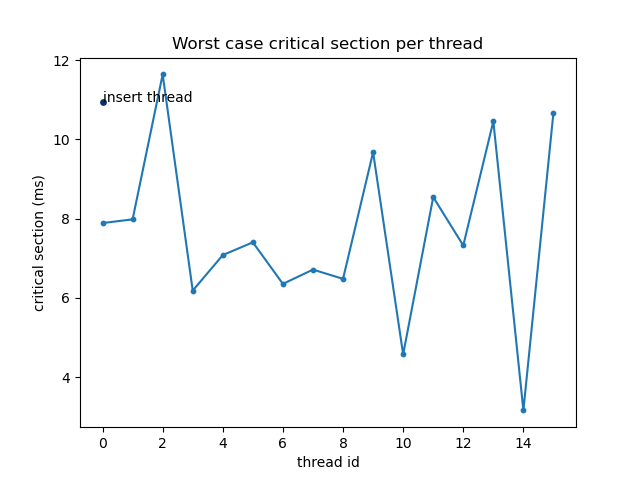 Worst case critical section per thread
12
insert thread
10
8
6
4
critical section (ms)
0 2 4 6 8 10 12 14
thread id